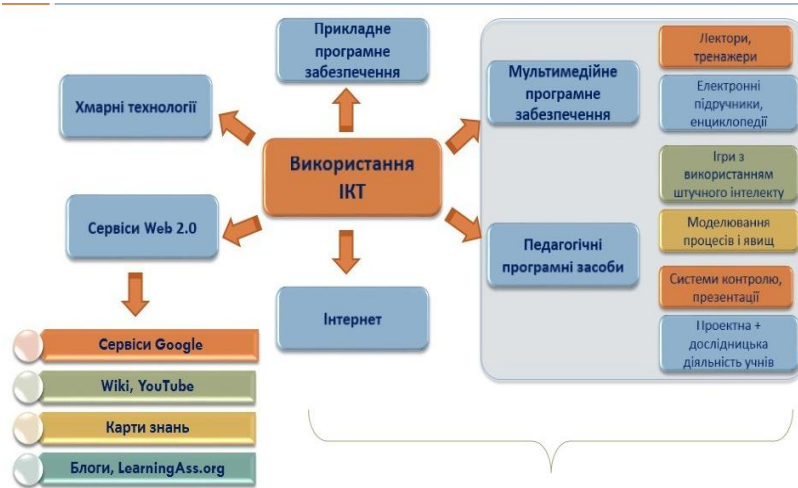 Прикладне
програмне
забезпечення
Хмарні технології
Мультимедійне
програмне
забезпечення
Лектори,
тренажери
Електронні
підручники,
енциклопедії
Використання
ІКТ
Ігри з
використанням
штучного інтелекту
Сервіси Web 2.0
Педагогічні
програмні засоби
Моделювання
процесів і явищ
Інтернет
Системи контролю,
презентації
Проектна +
дослідницька
діяльність учнів
Сервіси Google
Wiki, YouTube
Карти знань
Блоги, LearningAss.org